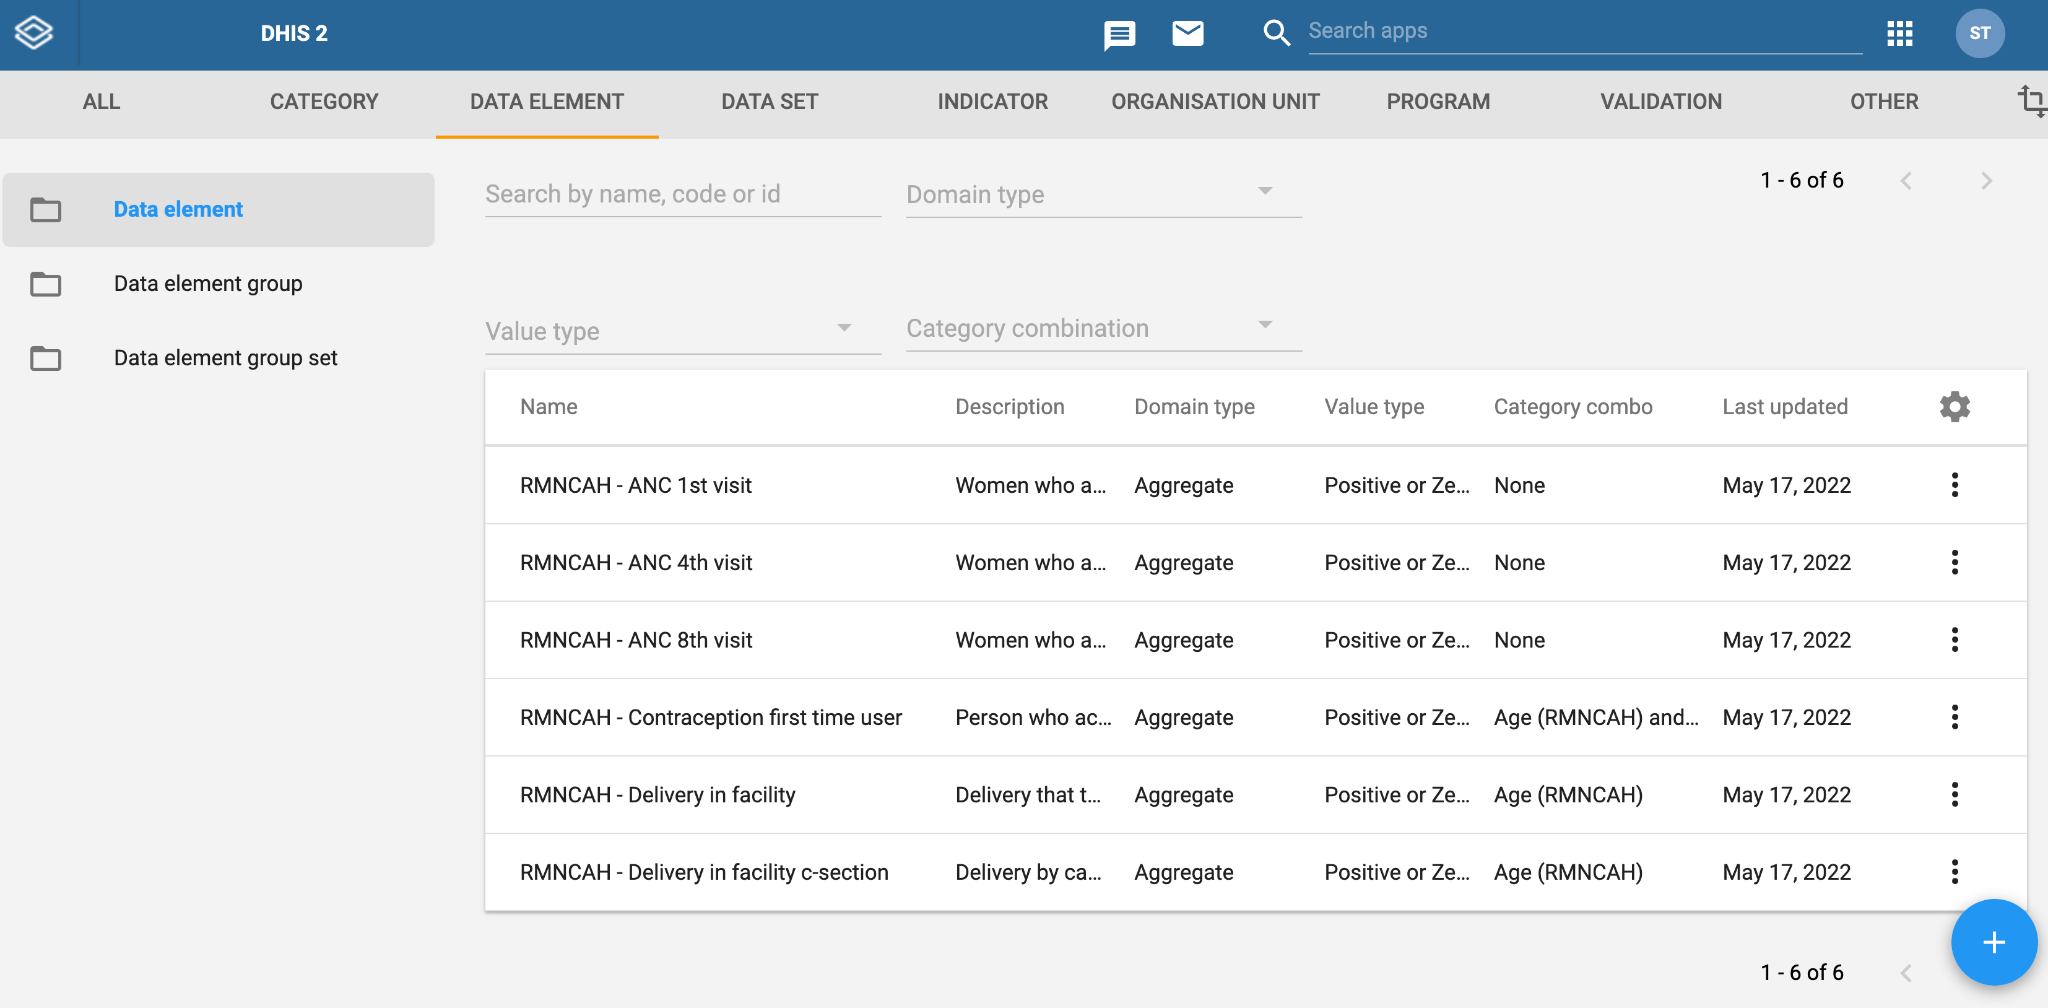 DHIS 2
Search apps
ST
ALL CATEGORY DATA ELEMENT DATA SET INDICATOR ORGANISATION UNIT PROGRAM VALIDATION OTHER
Data element
Data element group
Data element group set
Search by name, code or id Domain type
1 - 6 of 6
Value type Category combination
Name Description Domain type Value type Category combo Last updated
RMNCAH - ANC 1st visit Women who a... Aggregate Positive or Ze... None May 17, 2022
RMNCAH - ANC 4th visit Women who a... Aggregate Positive or Ze... None May 17, 2022
RMNCAH - ANC 8th visit Women who a... Aggregate Positive or Ze... None May 17, 2022
RMNCAH - Contraception first time user Person who ac... Aggregate Positive or Ze... Age (RMNCAH) and... May 17, 2022
RMNCAH - Delivery in facility Delivery that t... Aggregate Positive or Ze... Age (RMNCAH) May 17, 2022
RMNCAH - Delivery in facility c-section Delivery by ca... Aggregate Positive or Ze... Age (RMNCAH) May 17, 2022
1 - 6 of 6